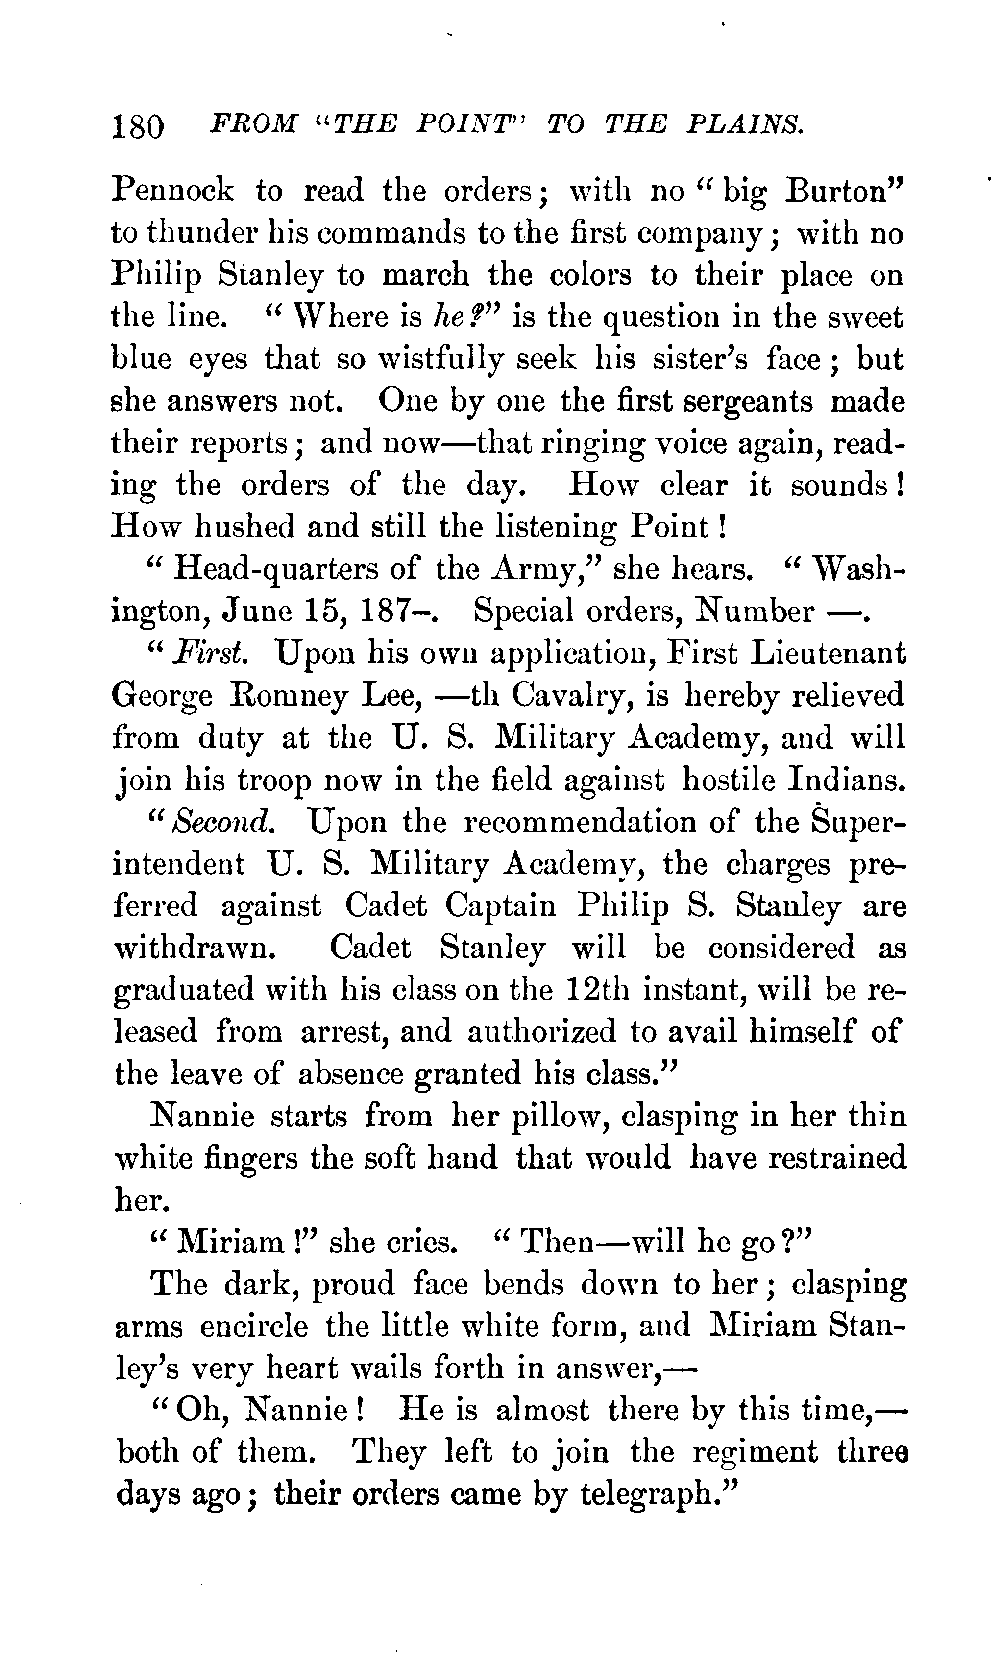 180 FROM "THE POINT" TO THE PLAINS.
Pennock to read the orders; with no "big Burton"
to thunder his commands to the first company; with no
Philip Stanley to march the colors to their place on
the line. "Where is he?" is the question in the sweet
blue eyes that so wistfully seek his sister's face; but
she answers not. One by one the first sergeants made
their reports; and now—that ringing voice again, read-
ing the orders of the day. How clear it sounds!
How hushed and still the listening Point!
"Head-quarters of the Army," she hears. "Wash-
ington, June 15, 187-. Special orders, Number —.
"First. Upon his own application, First Lieutenant
George Romney Lee, —th Cavalry, is hereby relieved
from duty at the U. S. Military Academy, and will
join his troop now in the field against hostile Indians.
"Second. Upon the recommendation of the Super-
intendent U. S. Military Academy, the charges pre-
ferred against Cadet Captain Philip S. Stanley are
withdrawn. Cadet Stanley will be considered as
graduated with his class on the 12th instant, will be re-
leased from arrest, and authorized to avail himself of
the leave of absence granted his class."
Nannie starts from her pillow, clasping in her thin
white fingers the soft hand that would have restrained
her.
"Miriam!" she cries. "Then—will he go?"
The dark, proud face bends down to her; clasping
arms encircle the little white form, and Miriam Stan-
ley's very heart wails forth in answer,—
"Oh, Nannie! He is almost there by this time,—
both of them. They left to join the regiment three
days ago; their orders came by telegraph."